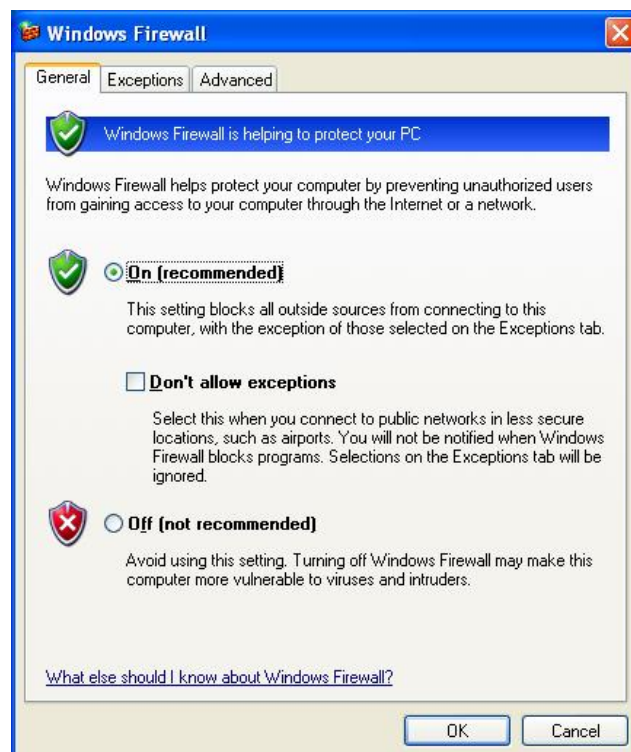 Windows Firewall
General
Exceptions
Advanced
Windows Firewall is helping to protect your PC
Windows Firewall helps protect your computer by preventing unauthorized users
from gaining access to your computer through the Internet or a network.
On (recommended)
This setting blocks all outside sources from connecting to this
computer, with the exception of those selected on the Exceptions tab.
Don't allow exceptions
Select this when you connect to public networks in less secure
locations, such as airports. You will not be notified when Windows
Firewall blocks programs. Selections on the Exceptions tab will be
ignored.
Off (not recommended)
Avoid using this setting. Turning off Windows Firewall may make this
computer more vulnerable to viruses and intruders.
What else should I know about Windows Firewall?
OK
Cancel